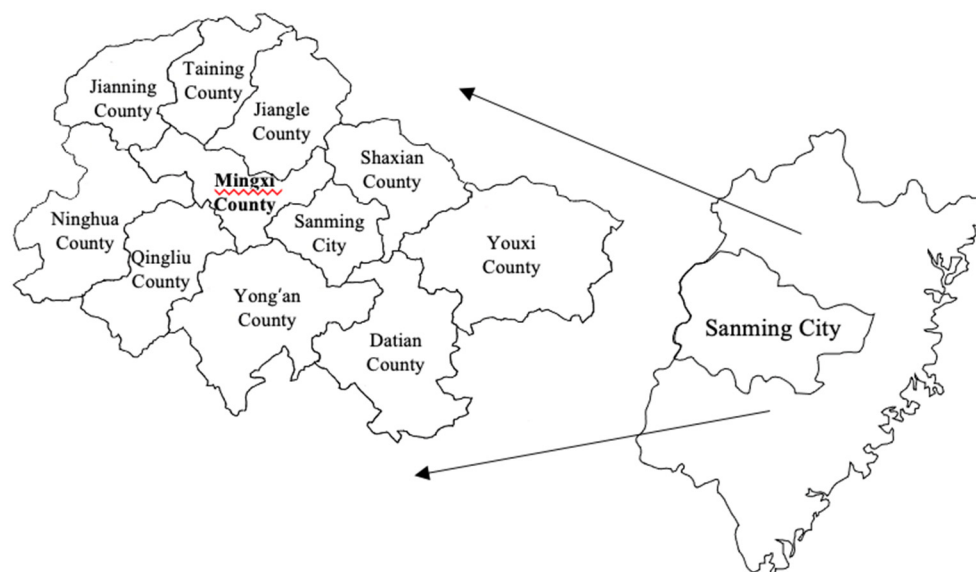 Jianning
County
Taining
County
Jiangle
County
Shaxian
County
Mingxi
County
Ninghua
County
Qingliu
County
Sanming
City
Youxi
County
Yong'an
County
Datian
County
Sanming City